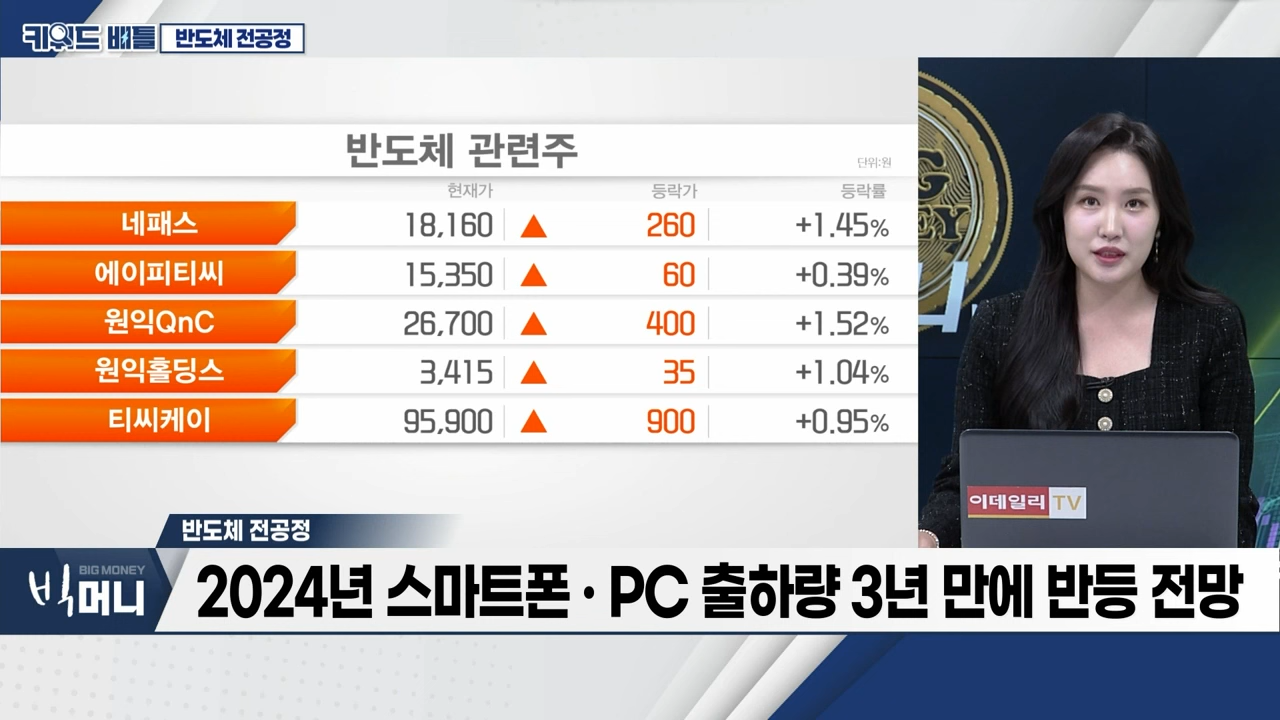 키워드 배틀 반도체 전공정
반도체 관련주
단위:원
현재가 등락가 등락률
네패스 18,160 ▲ 260 +1.45%
에이피티씨 15,350 ▲ 60 +0.39%
원익QnC 26,700 ▲ 400 +1.52%
원익홀딩스 3,415 ▲ 35 +1.04%
티씨케이 95,900 ▲ 900 +0.95%
이데일리TV
반도체 전공정
BIG MONEY
빅머니
2024년 스마트폰·PC 출하량 3년 만에 반등 전망